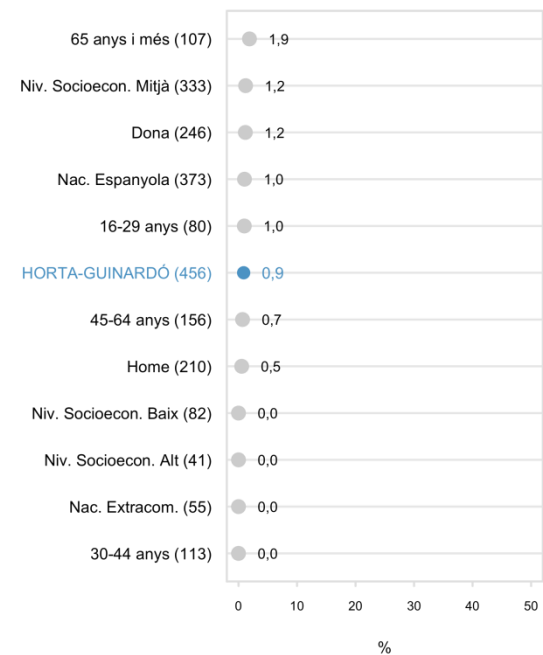 65 anys i més (107) 1,9
Niv. Socioecon. Mitjà (333) 1,2
Dona (246) 1,2
Nac. Espanyola (373) 1,0
16-29 anys (80) 1,0
HORTA-GUINARDÓ (456) 0,9
45-64 anys (156) 0,7
Home (210) 0,5
Niv. Socioecon. Baix (82) 0,0
Niv. Socioecon. Alt (41) 0,0
Nac. Extracom. (55) 0,0
30-44 anys (113) 0,0
0 10 20 30 40 50
%